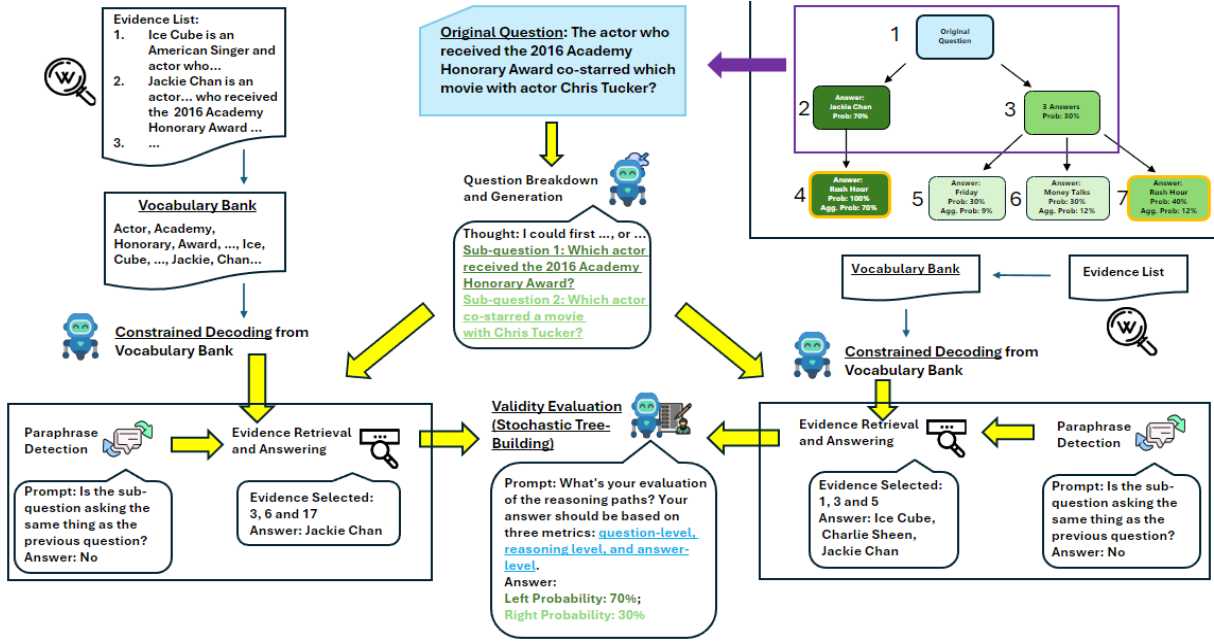 Evidence List:
1. Ice Cube is an
American Singer and
actor who...
2. Jackie Chan is an
actor... who received
the 2016 Academy
Honorary Award ...
3. ...
W
Vocabulary Bank
Actor, Academy,
Honorary, Award, ..., Ice,
Cube, ..., Jackie, Chan...
Constrained Decoding from
Vocabulary Bank
Original Question: The actor who
received the 2016 Academy
Honorary Award co-starred which
movie with actor Chris Tucker?
Question Breakdown
and Generation
Thought: I could first ..., or ...
Sub-question 1: Which actor
received the 2016 Academy
Honorary Award?
Sub-question 2: Which actor
co-starred a movie
with Chris Tucker?
1
Original
Question
2
Answer:
Jackie Chan
Prob: 70%
3
3 Answers
Prob: 30%
4
Answer:
Rush Hour
Prob: 100%
Agg. Prob: 70%
5
Answer:
Friday
Prob: 30%
Agg. Prob: 9%
6
Answer:
Money Talks
Prob: 30%
Agg. Prob: 12%
7
Answer:
Rush Hour
Prob: 40%
Agg. Prob: 12%
Vocabulary Bank
Evidence List
W
Constrained Decoding from
Vocabulary Bank
Paraphrase
Detection
Prompt: Is the sub-
question asking the
same thing as the
previous question?
Answer: No
Evidence Retrieval
and Answering
Evidence Selected:
3, 6 and 17
Answer: Jackie Chan
Validity Evaluation
(Stochastic Tree-
Building)
Prompt: What's your
evaluation of the reasoning paths? Your
answer should be based on
three metrics: question-level,
reasoning level, and answer-
level.
Answer:
Left Probability: 70%;
Right Probability: 30%
Evidence Retrieval
and Answering
Evidence Selected:
1, 3 and 5
Answer: Ice Cube,
Charlie Sheen,
Jackie Chan
Paraphrase
Detection
Prompt: Is the sub-
question asking the
same thing as the
previous question?
Answer: No